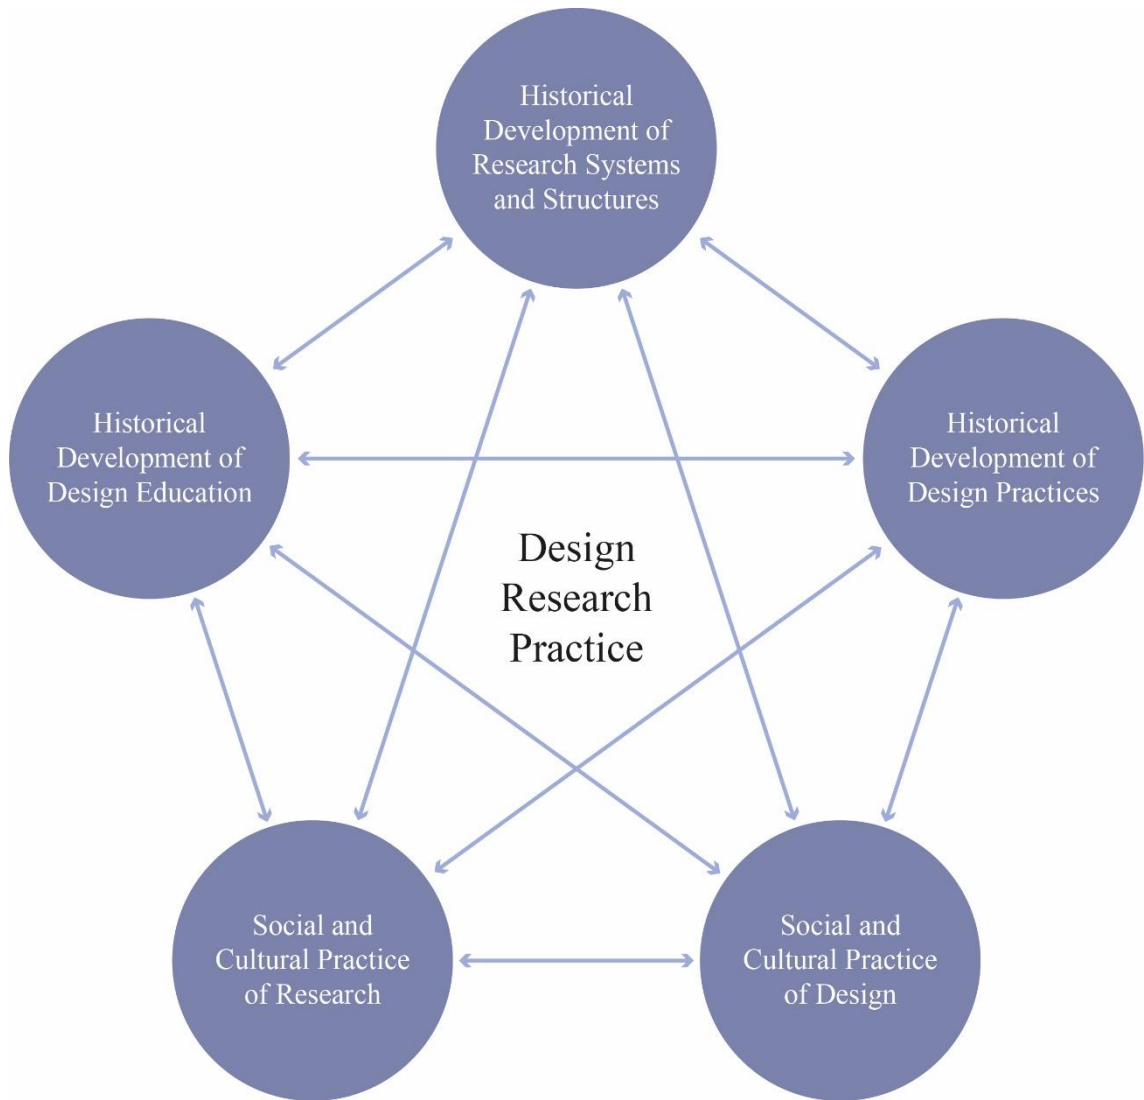 Historical
Development of
Research Systems
and Structures
Historical
Development of
Design Education
Historical
Development of
Design Practices
Design
Research
Practice
Social and
Cultural Practice
of Research
Social and
Cultural Practice
of Design